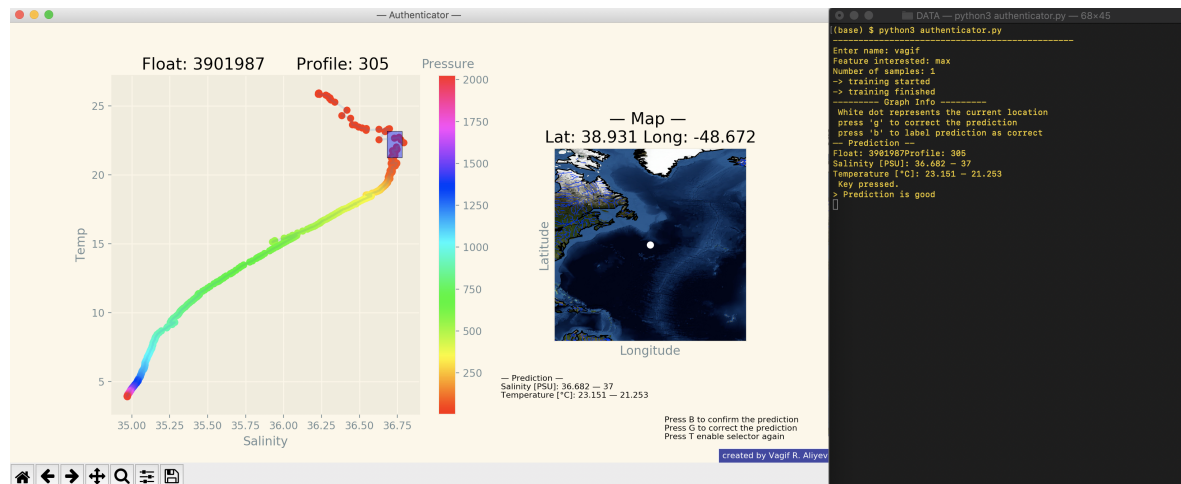 — Authenticator —
Float: 3901987 Profile: 305
Pressure
2000
1750
1500
1250
1000
750
500
250
25
20
15
10
5
Temp
35.00 35.25 35.50 35.75 36.00 36.25 36.50 36.75
Salinity
— Map —
Lat: 38.931 Long: -48.672
Latitude
Longitude
— Prediction —
Salinity [PSU]: 36.682 — 37
Temperature [°C]: 23.151 — 21.253
Press B to confirm the prediction
Press G to correct the prediction
Press T enable selector again
created by Vagif R. Aliyev
DATA — python3 authenticator.py — 68×45
(base) $ python3 authenticator.py
-----------------------------------------------
Enter name: vagif
Feature interested: max
Number of samples: 1
—> training started
—> training finished
--------- Graph Info ---------
White dot represents the current location
press 'g' to correct the prediction
press 'b' to label prediction as correct
—— Prediction ——
Float: 3901987Profile: 305
Salinity [PSU]: 36.682 — 37
Temperature [°C]: 23.151 — 21.253
Key pressed.
> Prediction is good